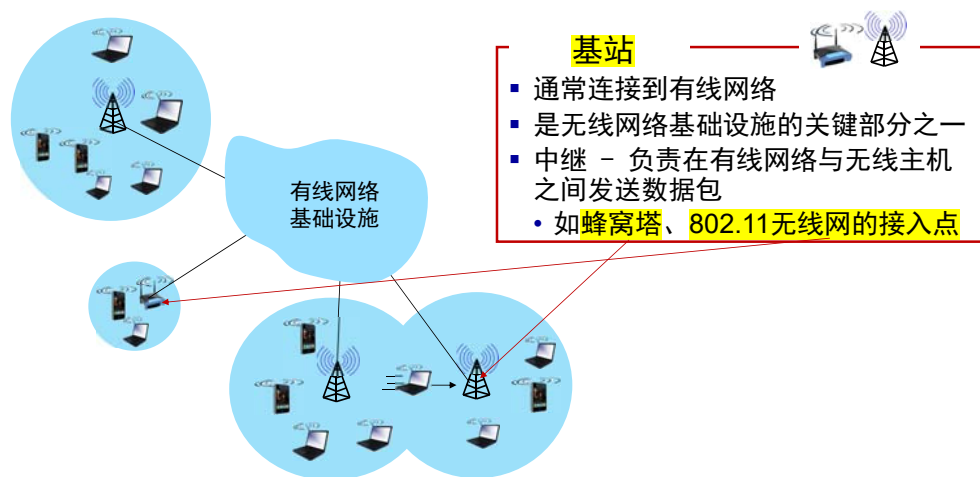 基站
▪ 通常连接到有线网络
▪ 是无线网络基础设施的关键部分之一
▪ 中继 – 负责在有线网络与无线主机
之间发送数据包
• 如蜂窝塔、802.11无线网的接入点
有线网络
基础设施